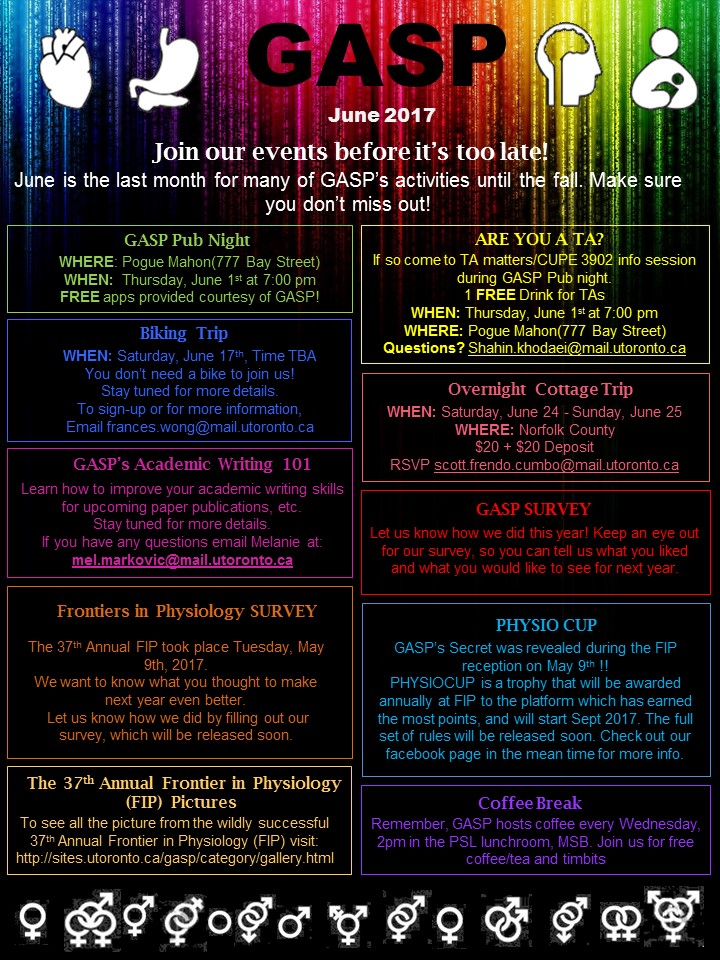 GASP
June 2017
Join our events before it's too late!
June is the last month for many of GASP's activities until the fall. Make sure
you don't miss out!
GASP Pub Night
WHERE: Pogue Mahon(777 Bay Street)
WHEN: Thursday, June 1st at 7:00 pm
FREE apps provided courtesy of GASP!
Biking Trip
WHEN: Saturday, June 17th, Time TBA
You don't need a bike to join us!
Stay tuned for more details.
To sign-up or for more information,
Email frances.wong@mail.utoronto.ca
GASP's Academic Writing 101
Learn how to improve your academic writing skills
for upcoming paper publications, etc.
Stay tuned for more details.
If you have any questions email Melanie at:
mel.markovic@mail.utoronto.ca
Frontiers in Physiology SURVEY
The 37th Annual FIP took place Tuesday, May
9th, 2017.
We want to know what you thought to make
next year even better.
Let us know how we did by filling out our
survey, which will be released soon.
The 37th Annual Frontier in Physiology
(FIP) Pictures
To see all the picture from the wildly successful
37th Annual Frontier in Physiology (FIP) visit:
http://sites.utoronto.ca/gasp/category/gallery.html
ARE YOU A TA?
If so come to TA matters/CUPE 3902 info session
during GASP Pub night.
1 FREE Drink for TAs
WHEN: Thursday, June 1st at 7:00 pm
WHERE: Pogue Mahon(777 Bay Street)
Questions? Shahin.khodaei@mail.utoronto.ca
Overnight Cottage Trip
WHEN: Saturday, June 24 - Sunday, June 25
WHERE: Norfolk County
$20 + $20 Deposit
RSVP scott.frendo.cumbo@mail.utoronto.ca
GASP SURVEY
Let us know how we did this year! Keep an eye out
for our survey, so you can tell us what you liked
and what you would like to see for next year.
PHYSIO CUP
GASP's Secret was revealed during the FIP
reception on May 9th !!
PHYSIOCUP is a trophy that will be awarded
annually at FIP to the platform which has earned
the most points, and will start Sept 2017. The full
set of rules will be released soon. Check out our
facebook page in the mean time for more info.
Coffee Break
Remember, GASP hosts coffee every Wednesday,
2pm in the PSL lunchroom, MSB. Join us for free
coffee/tea and timbits